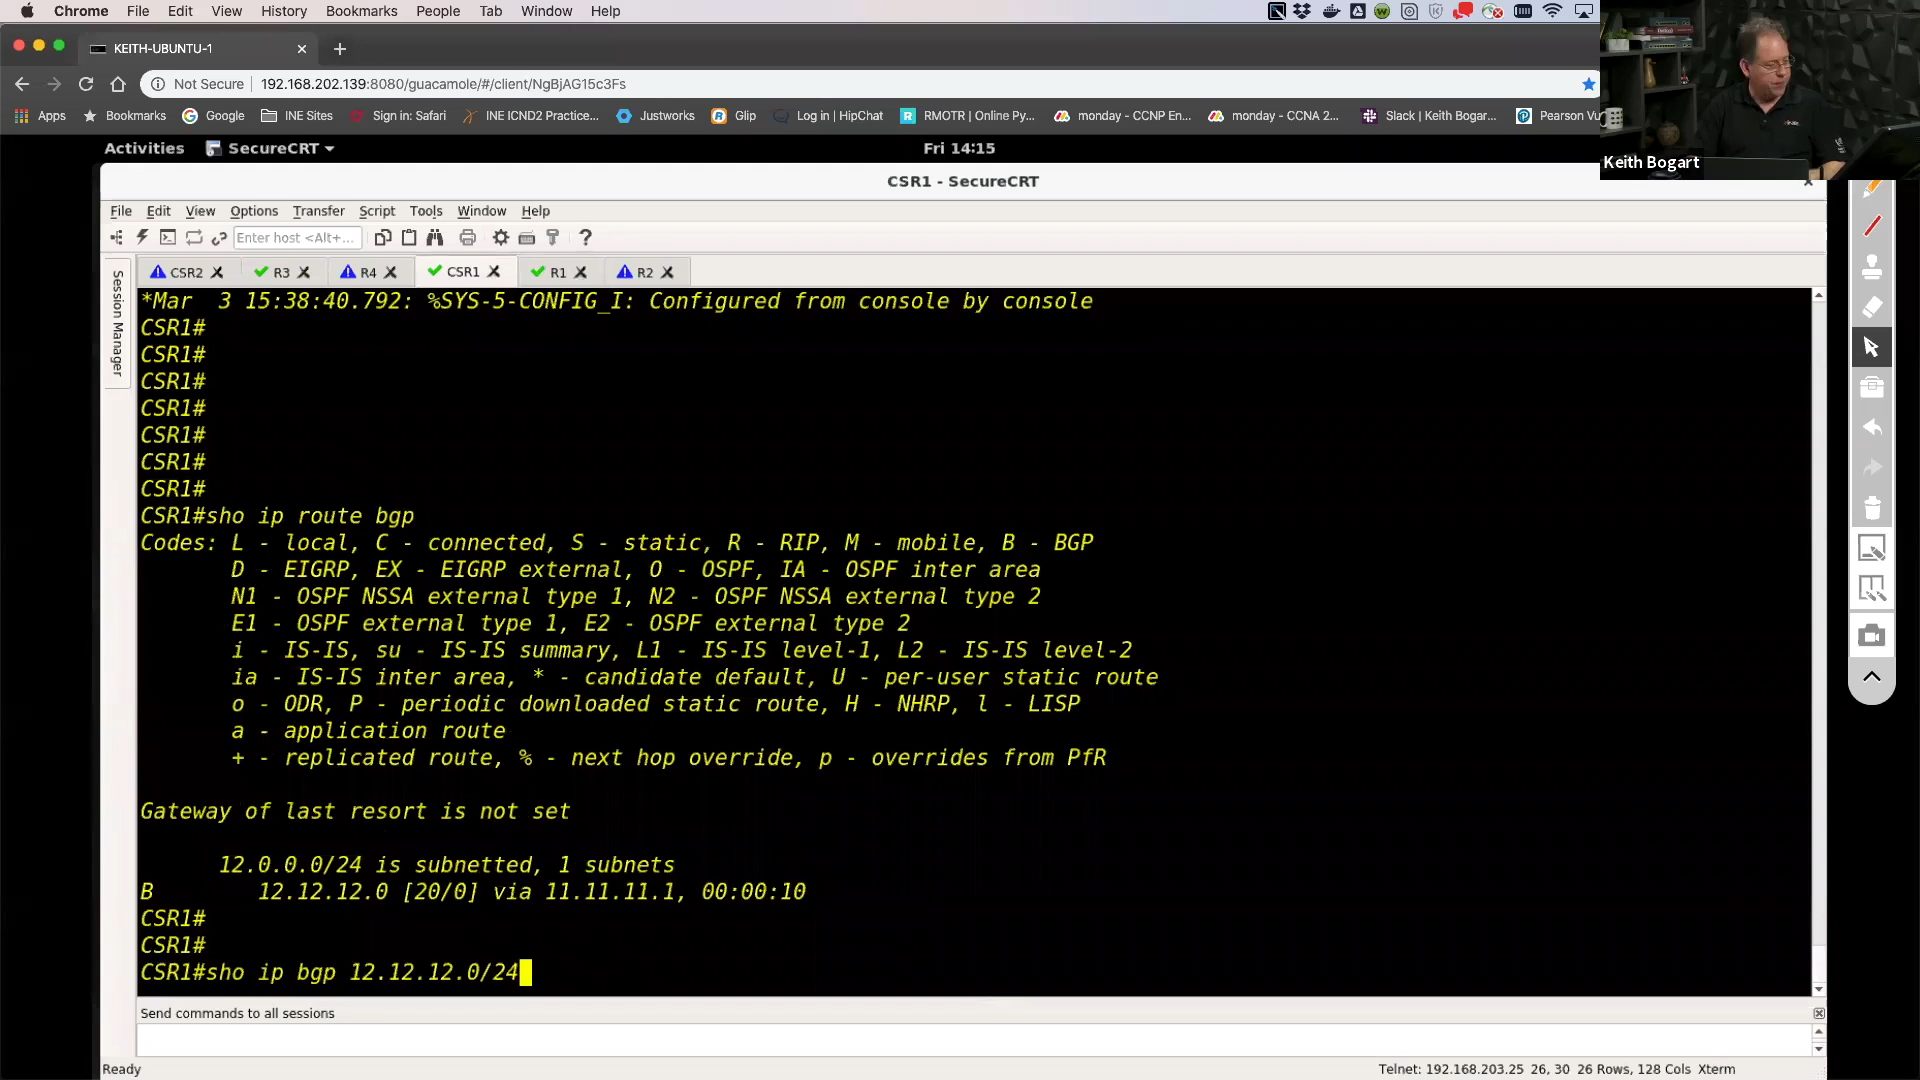 Chrome File Edit View History Bookmarks People Tab Window Help
KEITH-UBUNTU-1
Not Secure 192.168.202.139:8080/guacamole/#/client/NgBjAG15c3Fs
Apps Bookmarks Google INE Sites Sign in: Safari INE ICND2 Practice... Justworks Glip Log in | HipChat RMOTR | Online Py... monday - CCNP En... monday - CCNA 2... Slack | Keith Bogar... Pearson Vu
Keith Bogart
Activities SecureCRT Fri 14:15
CSR1 - SecureCRT
File Edit View Options Transfer Script Tools Window Help
Enter host <Alt+...
CSR2 R3 R4 CSR1 R1 R2
Session Manager
*Mar  3 15:38:40.792: %SYS-5-CONFIG_I: Configured from console by console
CSR1#
CSR1#
CSR1#
CSR1#
CSR1#
CSR1#
CSR1#
CSR1#sho ip route bgp
Codes: L - local, C - connected, S - static, R - RIP, M - mobile, B - BGP
D - EIGRP, EX - EIGRP external, O - OSPF, IA - OSPF inter area
N1 - OSPF NSSA external type 1, N2 - OSPF NSSA external type 2
E1 - OSPF external type 1, E2 - OSPF external type 2
i - IS-IS, su - IS-IS summary, L1 - IS-IS level-1, L2 - IS-IS level-2
ia - IS-IS inter area, * - candidate default, U - per-user static route
o - ODR, P - periodic downloaded static route, H - NHRP, l - LISP
a - application route
+ - replicated route, % - next hop override, p - overrides from PfR
Gateway of last resort is not set
12.0.0.0/24 is subnetted, 1 subnets
B 12.12.12.0 [20/0] via 11.11.11.1, 00:00:10
CSR1#
CSR1#
CSR1#sho ip bgp 12.12.12.0/24
Send commands to all sessions
Ready Telnet: 192.168.203.25 26, 30 26 Rows, 128 Cols Xterm